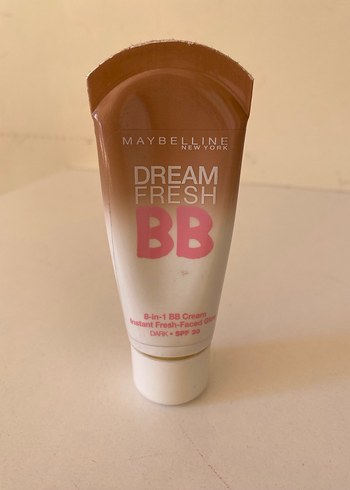 MAYBELLINE
NEW YORK
DREAM
FRESH
BB
8-in-1 BB Cream
Instant Fresh-Faced Glow
DARK • SPF 30